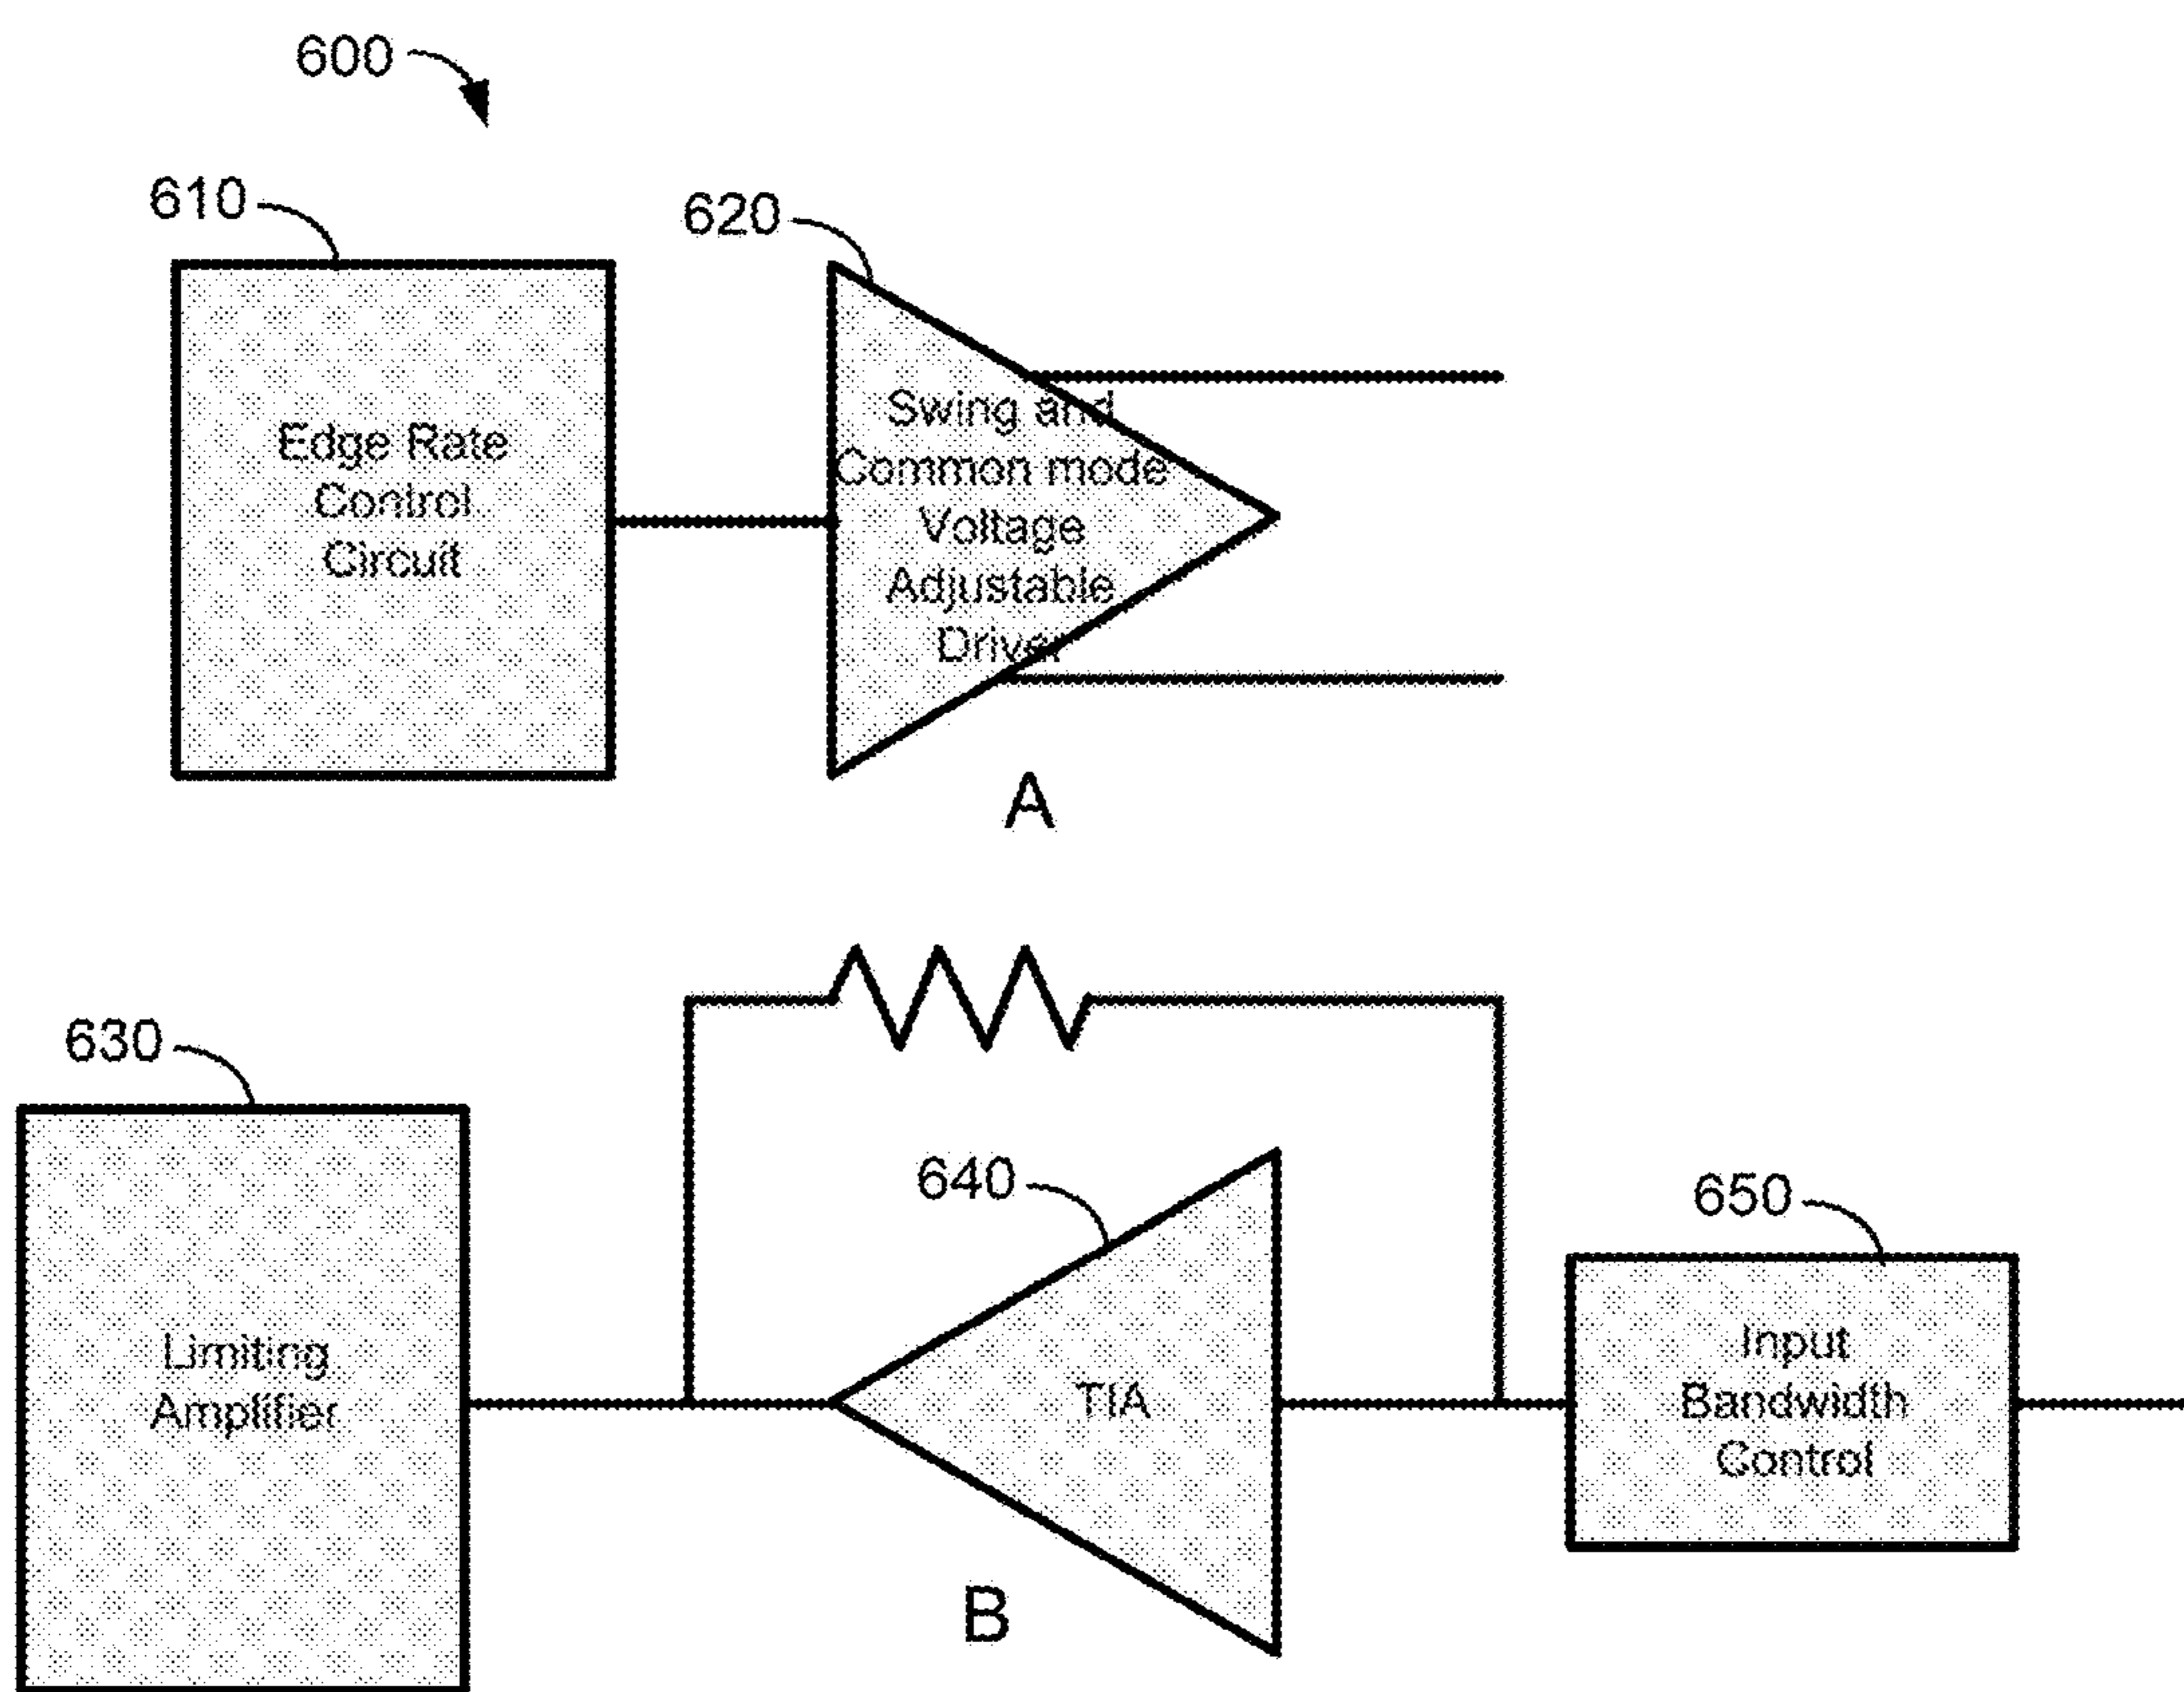 600
610
620
Edge Rate
Control
Circuit
Swing and
Common mode
Voltage
Adjustable
Driver
A
630
640
650
Limiting
Amplifier
TIA
Input
Bandwidth
Control
B